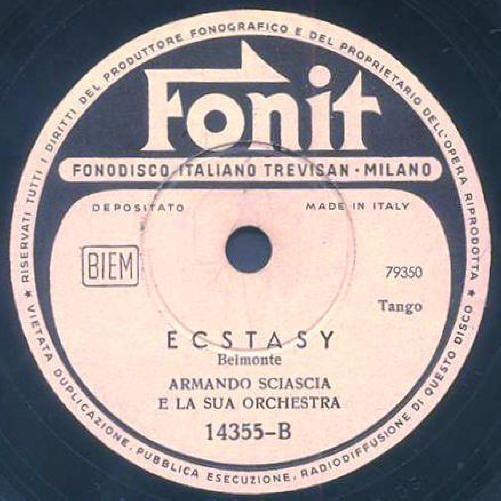 ★ RISERVATI TUTTI I DIRITTI DEL PRODUTTORE FONOGRAFICO E DEL PROPRIETARIO DELL'OPERA RIPRODOTTA ★
Fonit
FONODISCO ITALIANO TREVISAN - MILANO
DEPOSITATO MADE IN ITALY
BIEM
79350
Tango
ECSTASY
Belmonte
ARMANDO SCIASCIA
E LA SUA ORCHESTRA
14355-B
VIETATA DUPLICAZIONE, PUBBLICA ESECUZIONE, RADIODIFFUSIONE DI QUESTO DISCO